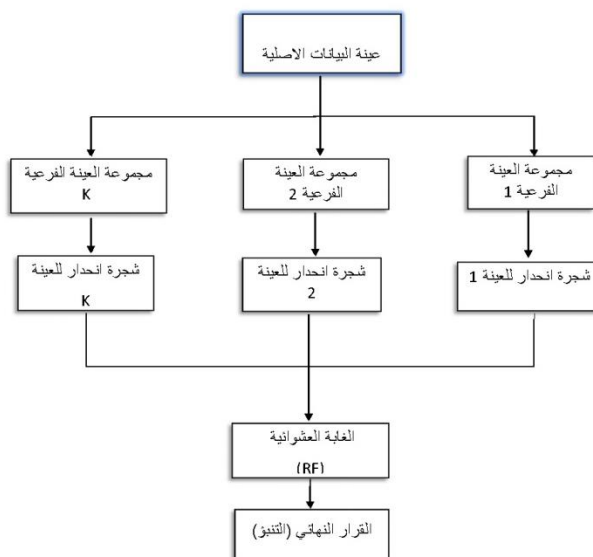 عينة البيانات الاصلية
مجموعة العينة
الفرعية 1
مجموعة العينة
الفرعية 2
مجموعة العينة الفرعية
K
شجرة انحدار للعينة 1
شجرة انحدار للعينة
2
شجرة انحدار للعينة
K
الغابة العشوائية
(RF)
القرار النهائي (التنبؤ)